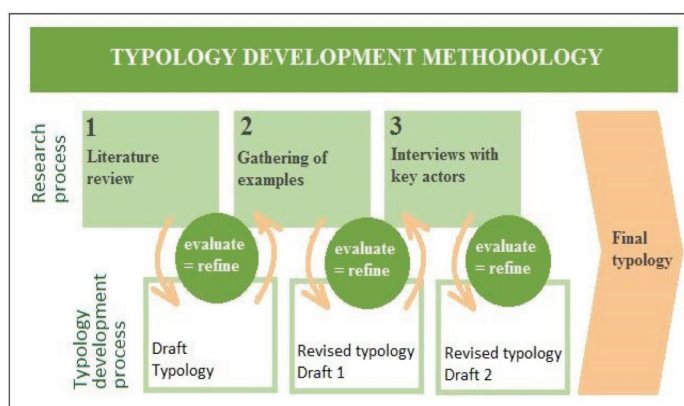 TYPOLOGY DEVELOPMENT METHODOLOGY
Research
process
1
Literature
review
2
Gathering of
examples
3
Interviews with
key actors
evaluate
= refine
evaluate
= refine
evaluate
= refine
Final
typology
Typology
development
process
Draft
Typology
Revised typology
Draft 1
Revised typology
Draft 2